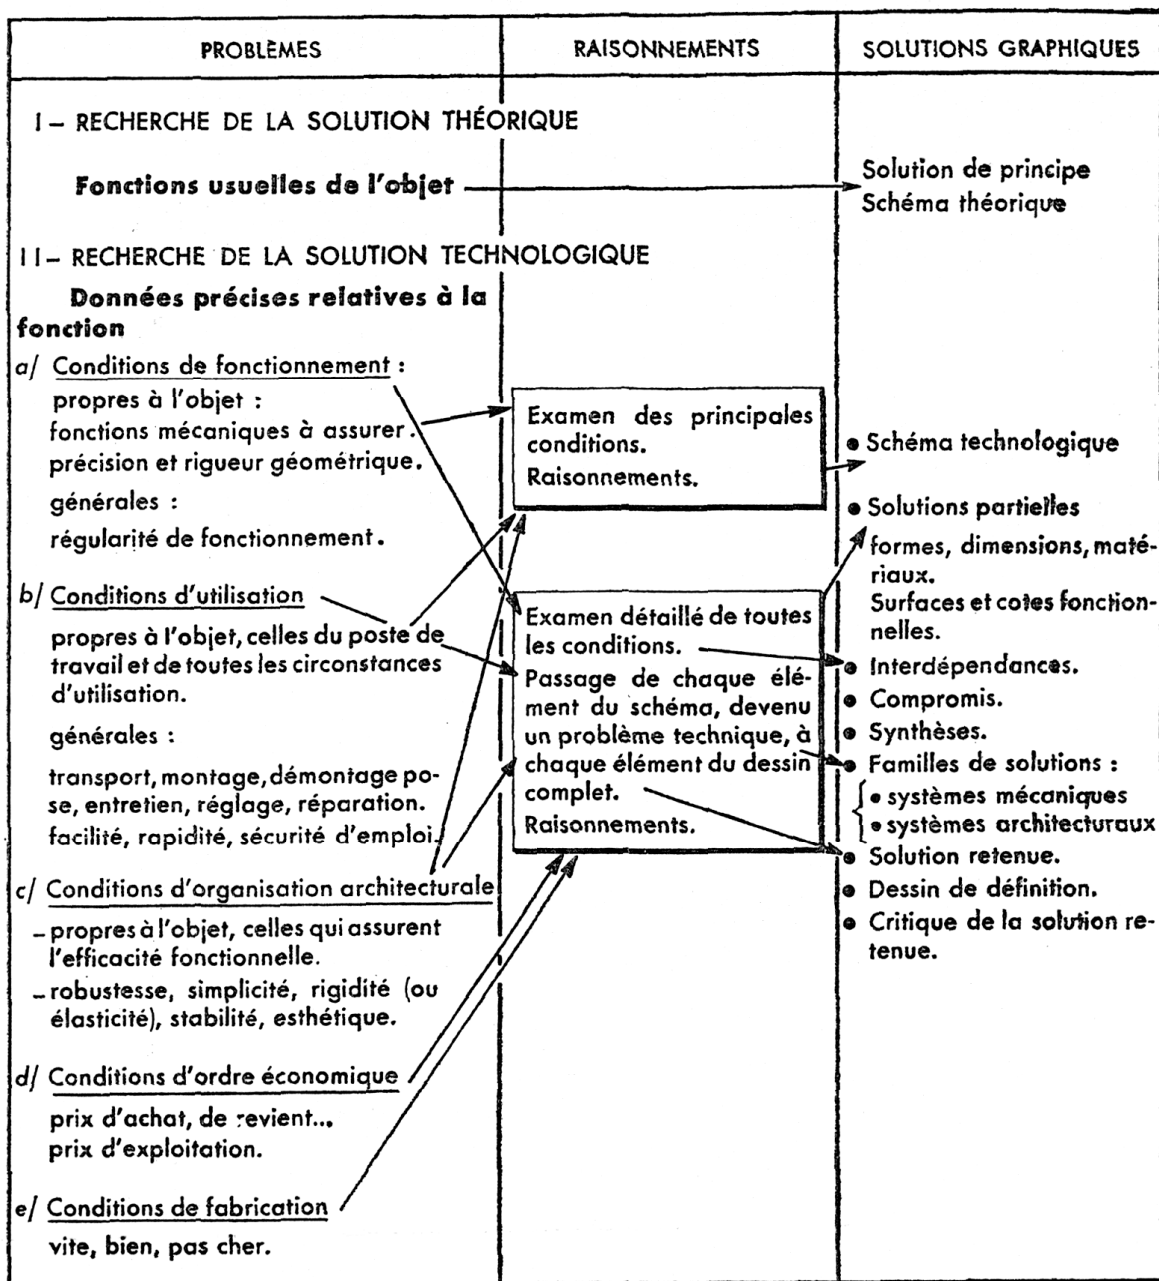 PROBLÈMES
RAISONNEMENTS
SOLUTIONS GRAPHIQUES
I – RECHERCHE DE LA SOLUTION THÉORIQUE
Fonctions usuelles de l'objet
Solution de principe
Schéma théorique
II – RECHERCHE DE LA SOLUTION TECHNOLOGIQUE
Données précises relatives à la
fonction
a/ Conditions de fonctionnement :
propres à l'objet :
fonctions mécaniques à assurer.
précision et rigueur géométrique.
générales :
régularité de fonctionnement.
b/ Conditions d'utilisation
propres à l'objet, celles du poste de
travail et de toutes les circonstances
d'utilisation.
générales :
transport, montage, démontage po-
se, entretien, réglage, réparation.
facilité, rapidité, sécurité d'emploi.
c/ Conditions d'organisation architecturale
– propres à l'objet, celles qui assurent
l'efficacité fonctionnelle.
– robustesse, simplicité, rigidité (ou
élasticité), stabilité, esthétique.
d/ Conditions d'ordre économique
prix d'achat, de revient...
prix d'exploitation.
e/ Conditions de fabrication
vite, bien, pas cher.
Examen des principales
conditions.
Raisonnements.
Examen détaillé de toutes
les conditions.
Passage de chaque élé-
ment du schéma, devenu
un problème technique, à
chaque élément du dessin
complet.
Raisonnements.
• Schéma technologique
• Solutions partielles
formes, dimensions, maté-
riaux.
Surfaces et cotes fonction-
nelles.
• Interdépendances.
• Compromis.
• Synthèses.
• Familles de solutions :
• systèmes mécaniques
• systèmes architecturaux
• Solution retenue.
• Dessin de définition.
• Critique de la solution re-
tenue.